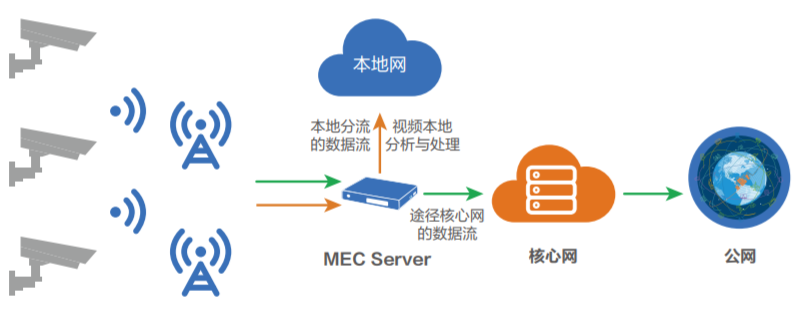 本地网
本地分流
的数据流
视频本地
分析与处理
途径核心网
的数据流
MEC Server
核心网
公网